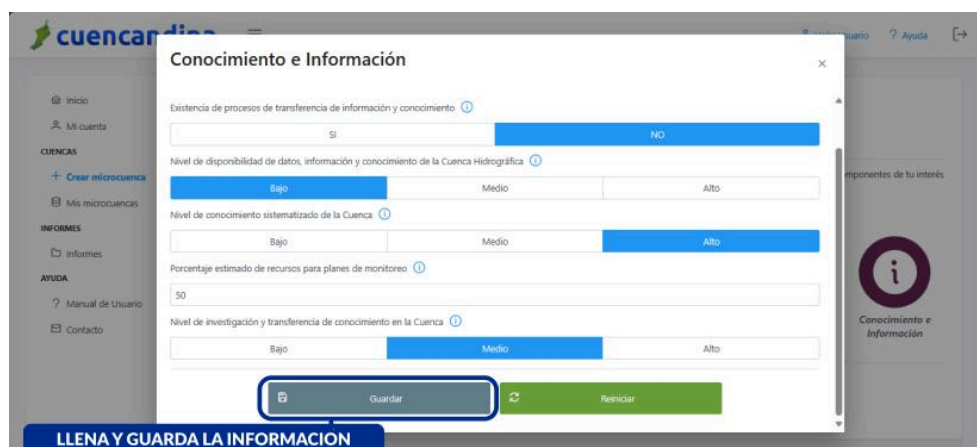 cuencandina
Usuario
? Ayuda
Conocimiento e Información
×
Inicio
Mi cuenta
CUENCAS
+ Crear microcuenca
Mis microcuencas
INFORMES
Informes
AYUDA
? Manual de Usuario
Contacto
Existencia de procesos de transferencia de información y conocimiento
SI
NO
Nivel de disponibilidad de datos, información y conocimiento de la Cuenca Hidrográfica
Bajo
Medio
Alto
Nivel de conocimiento sistematizado de la Cuenca
Bajo
Medio
Alto
Porcentaje estimado de recursos para planes de monitoreo
50
Nivel de investigación y transferencia de conocimiento en la Cuenca
Bajo
Medio
Alto
Guardar
Reiniciar
de tu interés
Conocimiento e
Información
LLENA Y GUARDA LA INFORMACION